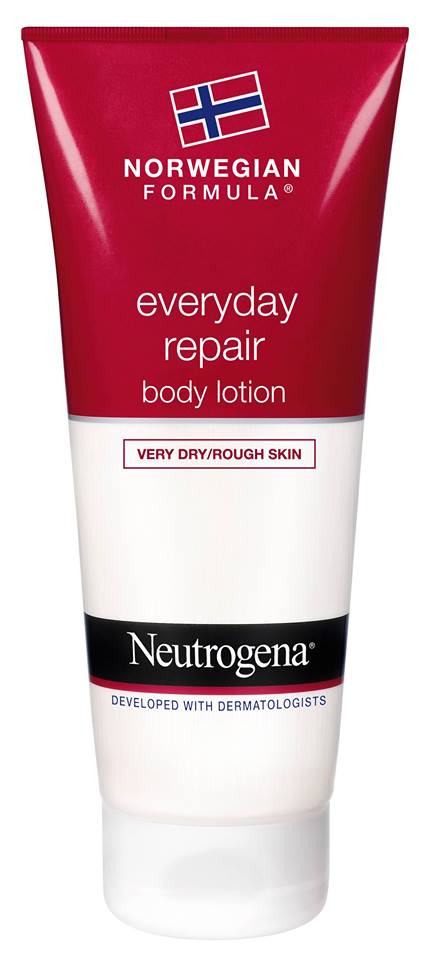 NORWEGIAN
FORMULA®
everyday
repair
body lotion
VERY DRY/ROUGH SKIN
Neutrogena®
DEVELOPED WITH DERMATOLOGISTS